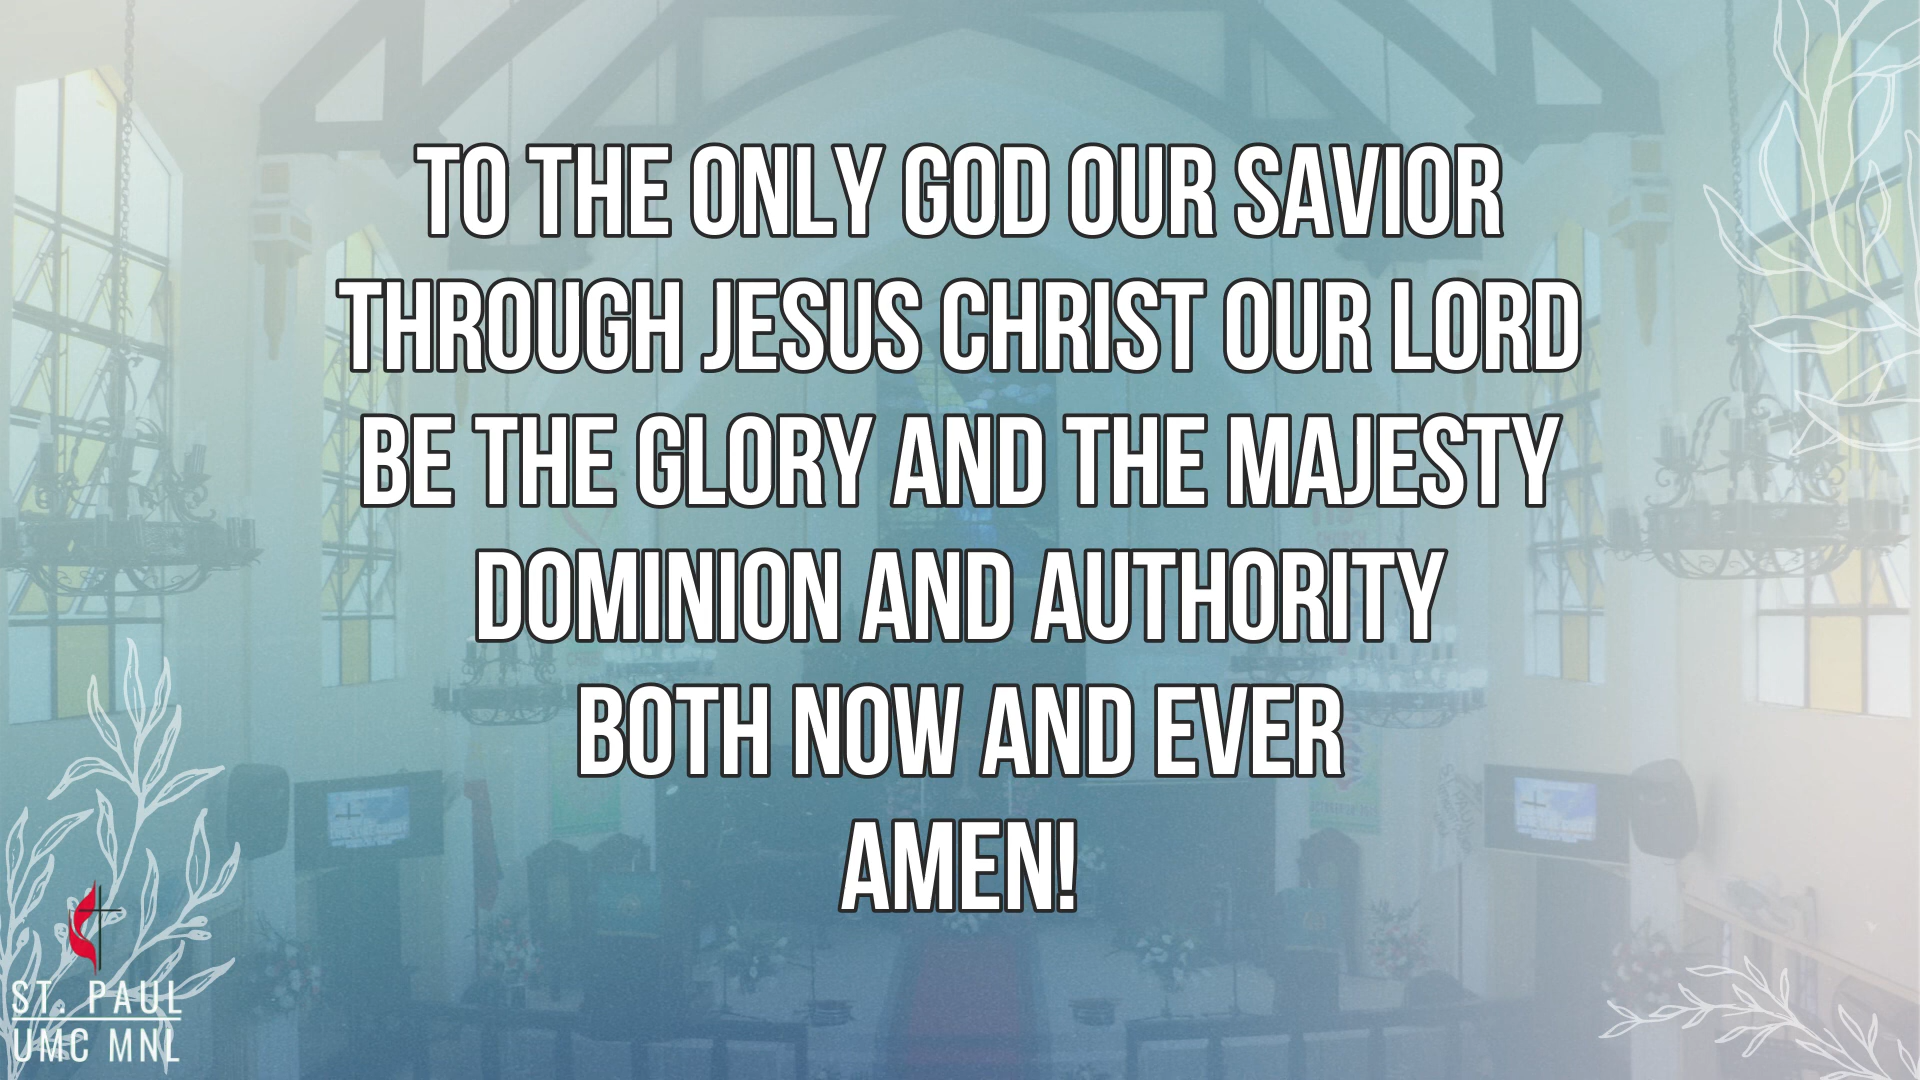 TO THE ONLY GOD OUR SAVIOR
THROUGH JESUS CHRIST OUR LORD
BE THE GLORY AND THE MAJESTY
DOMINION AND AUTHORITY
BOTH NOW AND EVER
AMEN!
ST. PAUL
UMC MNL